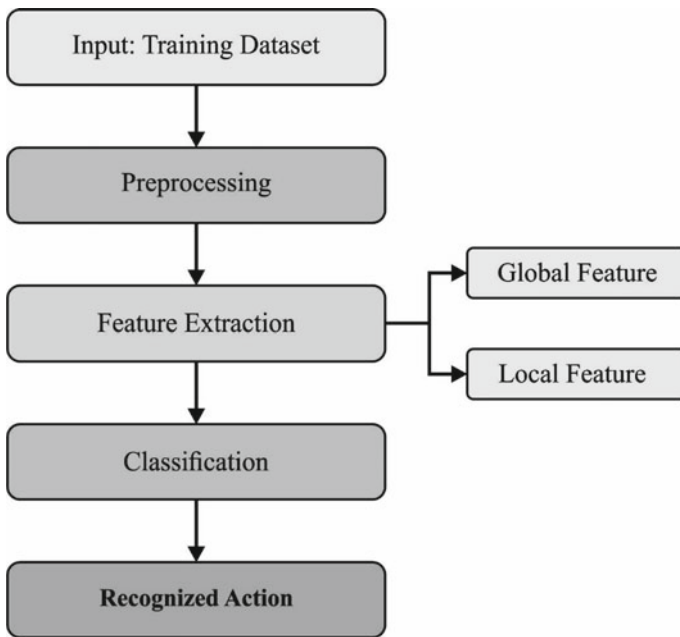 Input: Training Dataset
Preprocessing
Feature Extraction
Global Feature
Local Feature
Classification
Recognized Action